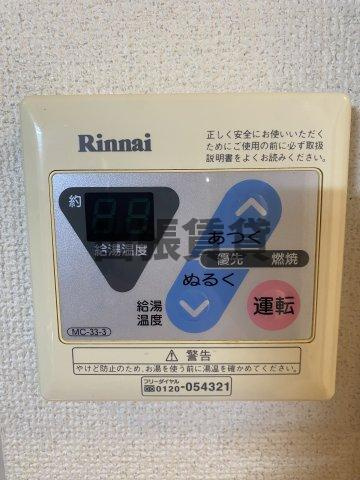 Rinnai
正しく安全にお使いいただく
ためにご使用の前に必ず取扱
説明書をよくお読みください。
約
給湯温度
あつく
優先 燃焼
ぬるく
給湯
温度
運転
MC-33-3
⚠ 警告
やけど防止のため、お湯を使う前に湯温を確かめてください。
フリーダイヤル
0120-054321
張賃貸